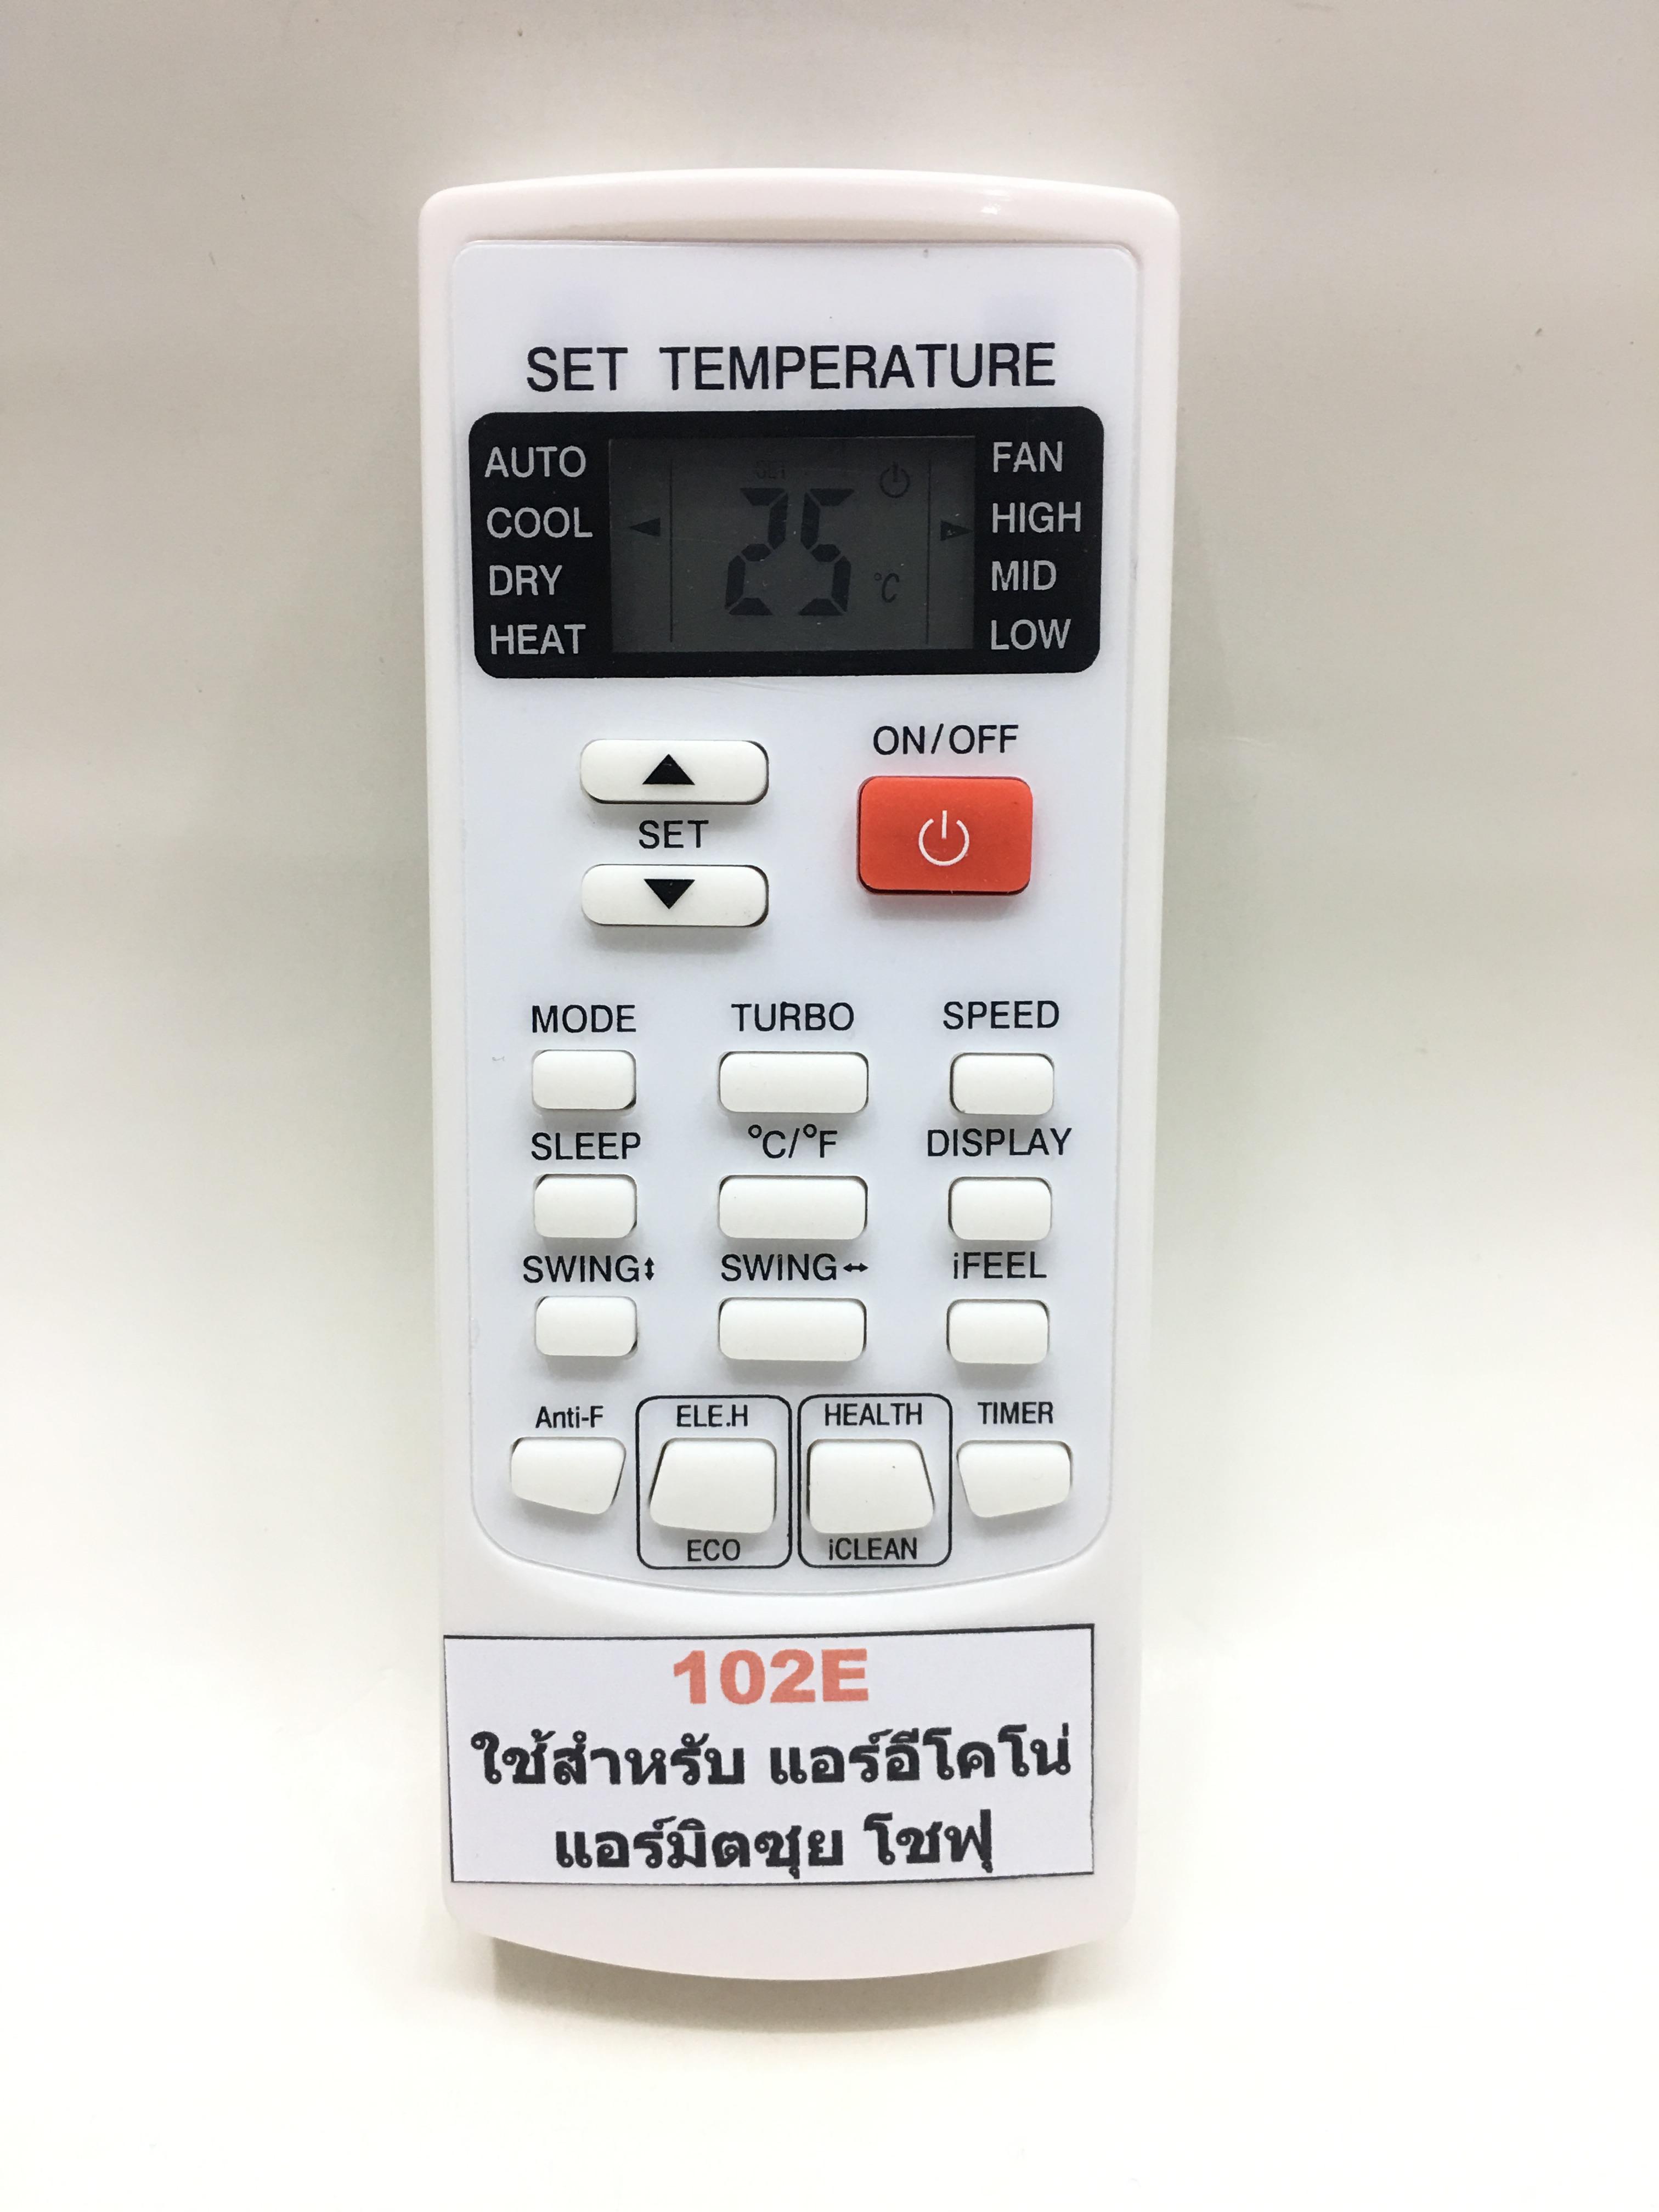 SET TEMPERATURE
AUTO
COOL
DRY
HEAT
SET
25
°C
FAN
HIGH
MID
LOW
ON/OFF
SET
MODE TURBO SPEED
SLEEP °C/°F DISPLAY
SWING↕ SWING↔ iFEEL
Anti-F ELE.H HEALTH TIMER
ECO iCLEAN
102E
ใช้สำหรับ แอร์อีโคโน่
แอร์มิตซุย โชฟุ